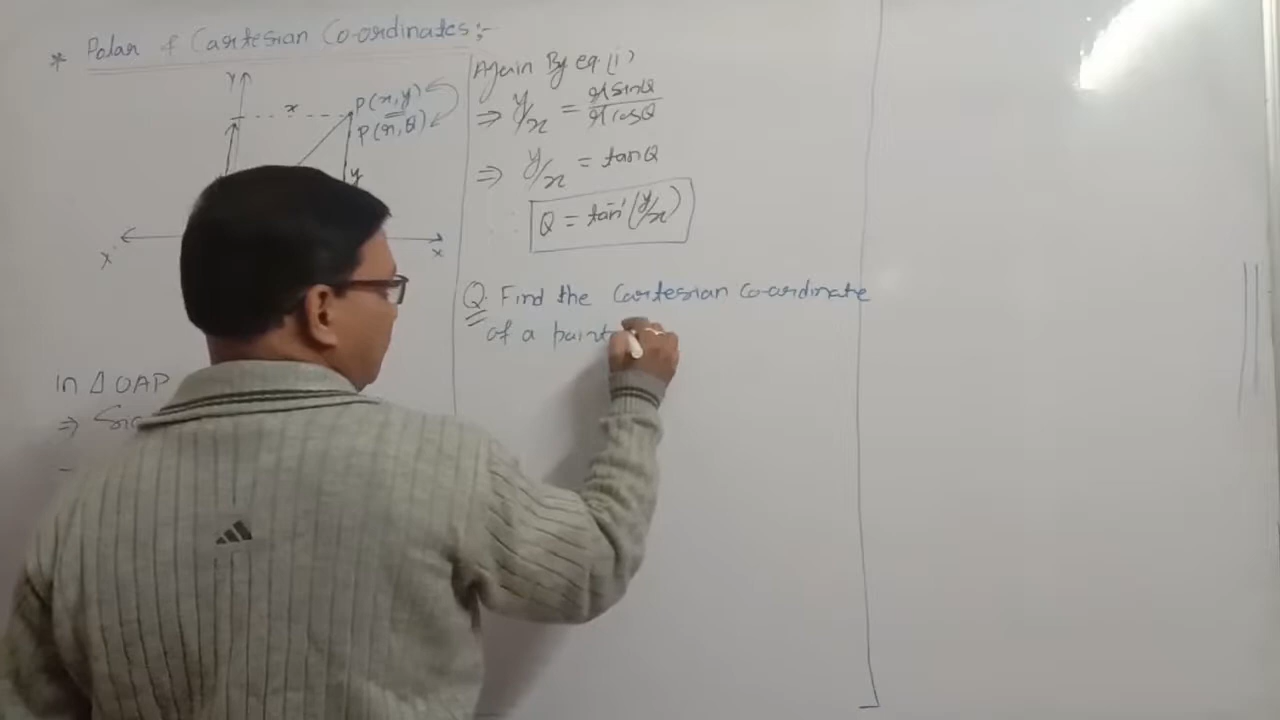 * Polar & Cartesian Co-ordinates:-
Y
x
P(x,y)
P(r,θ)
y
X'
x
In Δ OAP
⇒ Sin
Again By eq (i)
⇒ y/x = r sinθ / r cosθ
⇒ y/x = tanθ
∴ θ = tan⁻¹(y/x)
Q. Find the Cartesian Co-ordinate
of a point